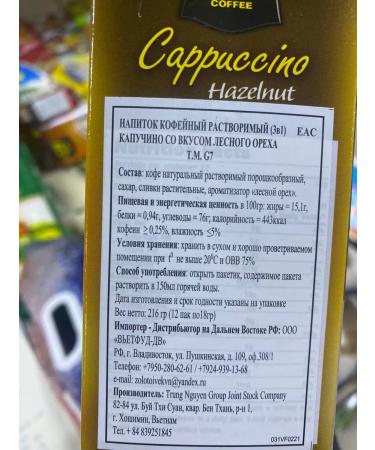 COFFEE
Cappuccino
Hazelnut
НАПИТОК КОФЕЙНЫЙ РАСТВОРИМЫЙ (3в1) EAC
КАПУЧИНО СО ВКУСОМ ЛЕСНОГО ОРЕХА
Т.М. G7
Состав: кофе натуральный растворимый порошкообразный,
сахар, сливки растительные, ароматизатор «лесной орех».
Пищевая и энергетическая ценность в 100гр: жиры = 15,1г,
белки = 0,94г, углеводы = 76г; калорийность = 443ккал
кофеин ≥ 0,25%, влажность ≤5%
Условия хранения: хранить в сухом и хорошо проветриваемом
помещении при t⁰ не выше 20⁰С и ОВВ 75%
Способ употребления: открыть пакетик, содержимое пакета
растворить в 150мл горячей воды.
Дата изготовления и срок годности указаны на упаковке
Вес нетто: 216 гр (12 пак по18гр)
Импортер - Дистрибьютор на Дальнем Востоке РФ: ООО
«ВЬЕТФУД-ДВ»
РФ, г. Владивосток, ул. Пушкинская, д. 109, оф.308/1
Телефон: +7950-280-62-61 / +7924-939-13-68
e-mail: zolotoivekvn@yandex.ru
Производитель: Trung Nguyen Group Joint Stock Company
82-84 ул. Буй Тхи Суан, квар. Бен Тхань, р-н 1,
г. Хошимин, Вьетнам
Тел. + 84 839251845
031VF0221